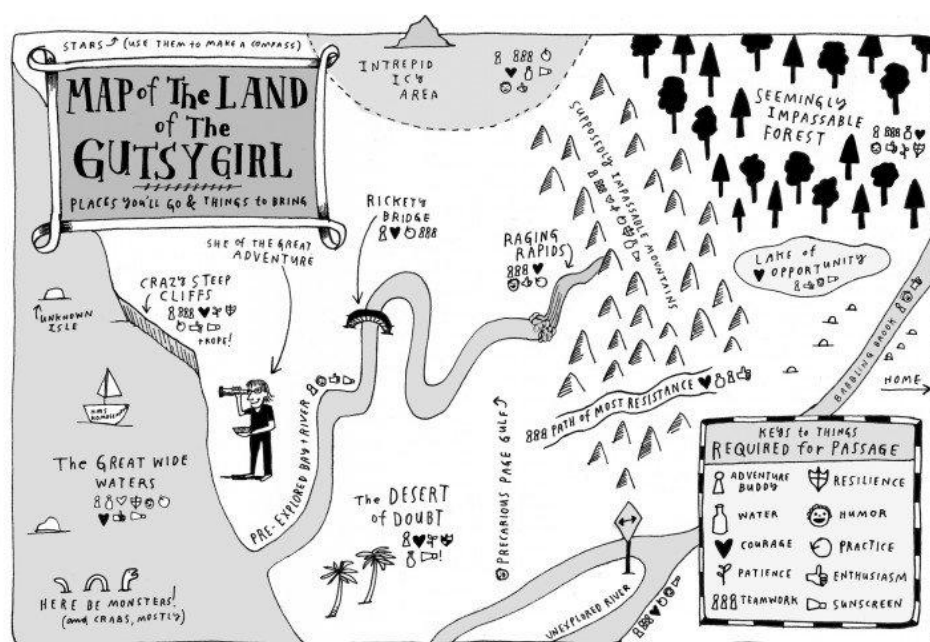 STARS (USE THEM TO MAKE A COMPASS)
MAP of THE LAND
of THE
GUTSY GIRL
PLACES YOU'LL GO & THINGS to BRING
INTREPID
ICY
AREA
SEEMINGLY
IMPASSABLE
FOREST
SUPPOSEDLY IMPASSABLE MOUNTAINS
RICKETY
BRIDGE
SHE OF THE GREAT
ADVENTURE
RAGING
RAPIDS
LAKE of
OPPORTUNITY
CRAZY STEEP
CLIFFS
+ROPE!
UNKNOWN
ISLE
BABBLING BROOK
HOME
HMS
The GREAT WIDE
WATERS
PRE-EXPLORED BAY + RIVER
PATH OF MOST RESISTANCE
PRECARIOUS PAGE GULF
The DESERT
of DOUBT
!
HERE BE MONSTERS!
(and CRABS, MOSTLY)
UNEXPLORED RIVER
KEYS to THINGS
REQUIRED for PASSAGE
ADVENTURE
BUDDY
RESILIENCE
WATER
HUMOR
COURAGE
PRACTICE
PATIENCE
ENTHUSIASM
TEAMWORK
SUNSCREEN